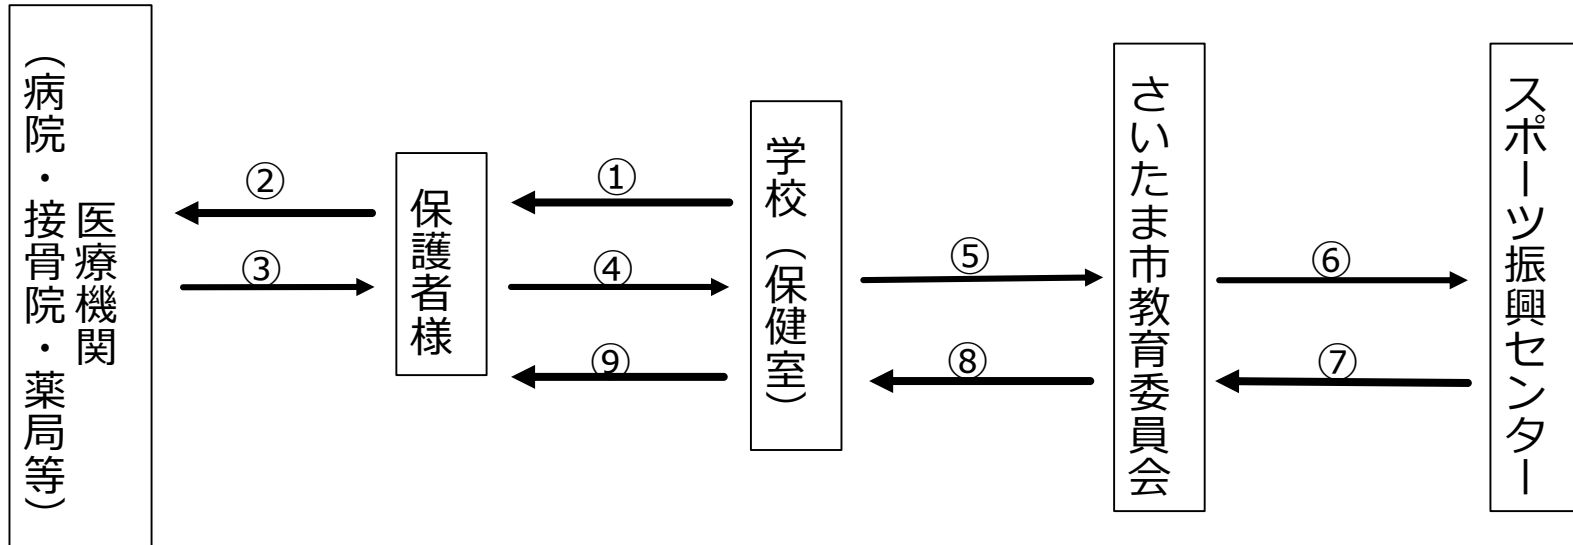 医療機関
(病院・接骨院・薬局等)
②
③
保護者様
①
④
⑨
学校(保健室)
⑤
⑧
さいたま市教育委員会
⑥
⑦
スポーツ振興センター